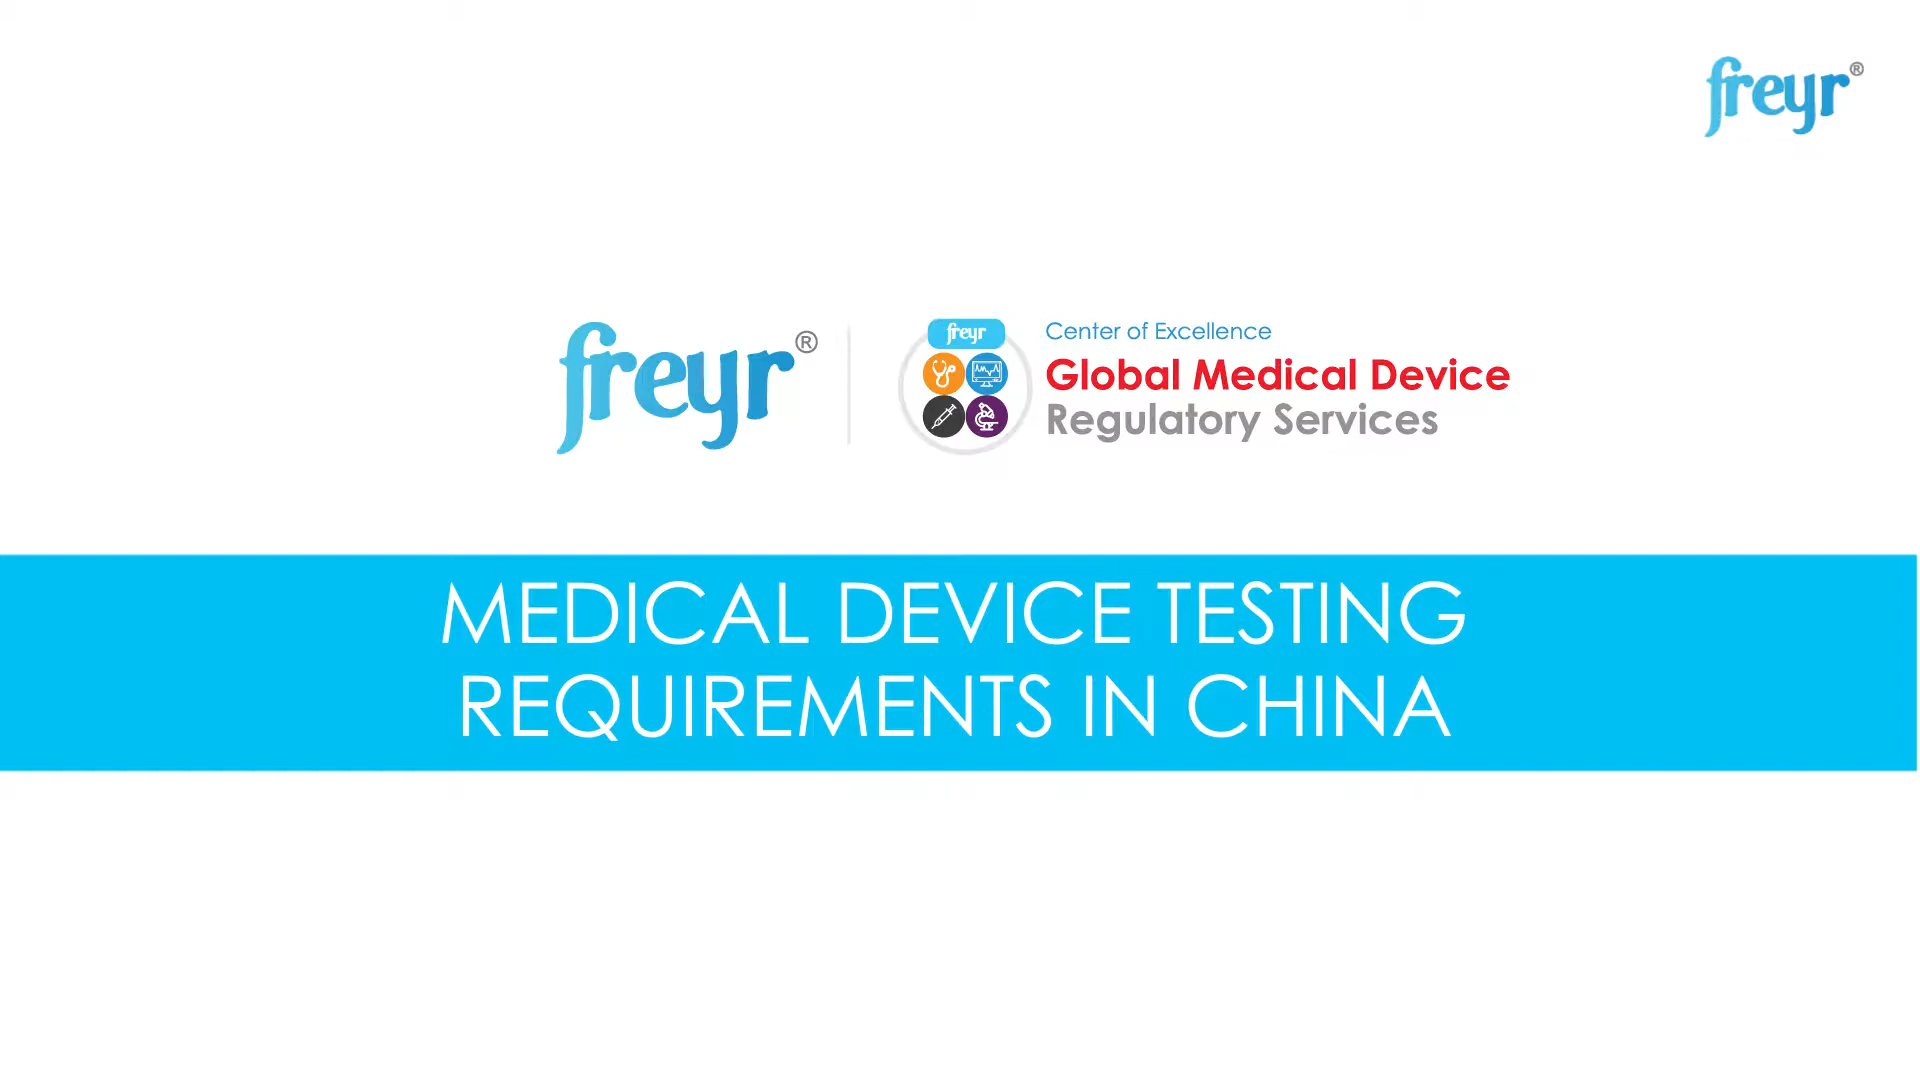 freyr®
freyr®
freyr
Center of Excellence
Global Medical Device
Regulatory Services
MEDICAL DEVICE TESTING
REQUIREMENTS IN CHINA